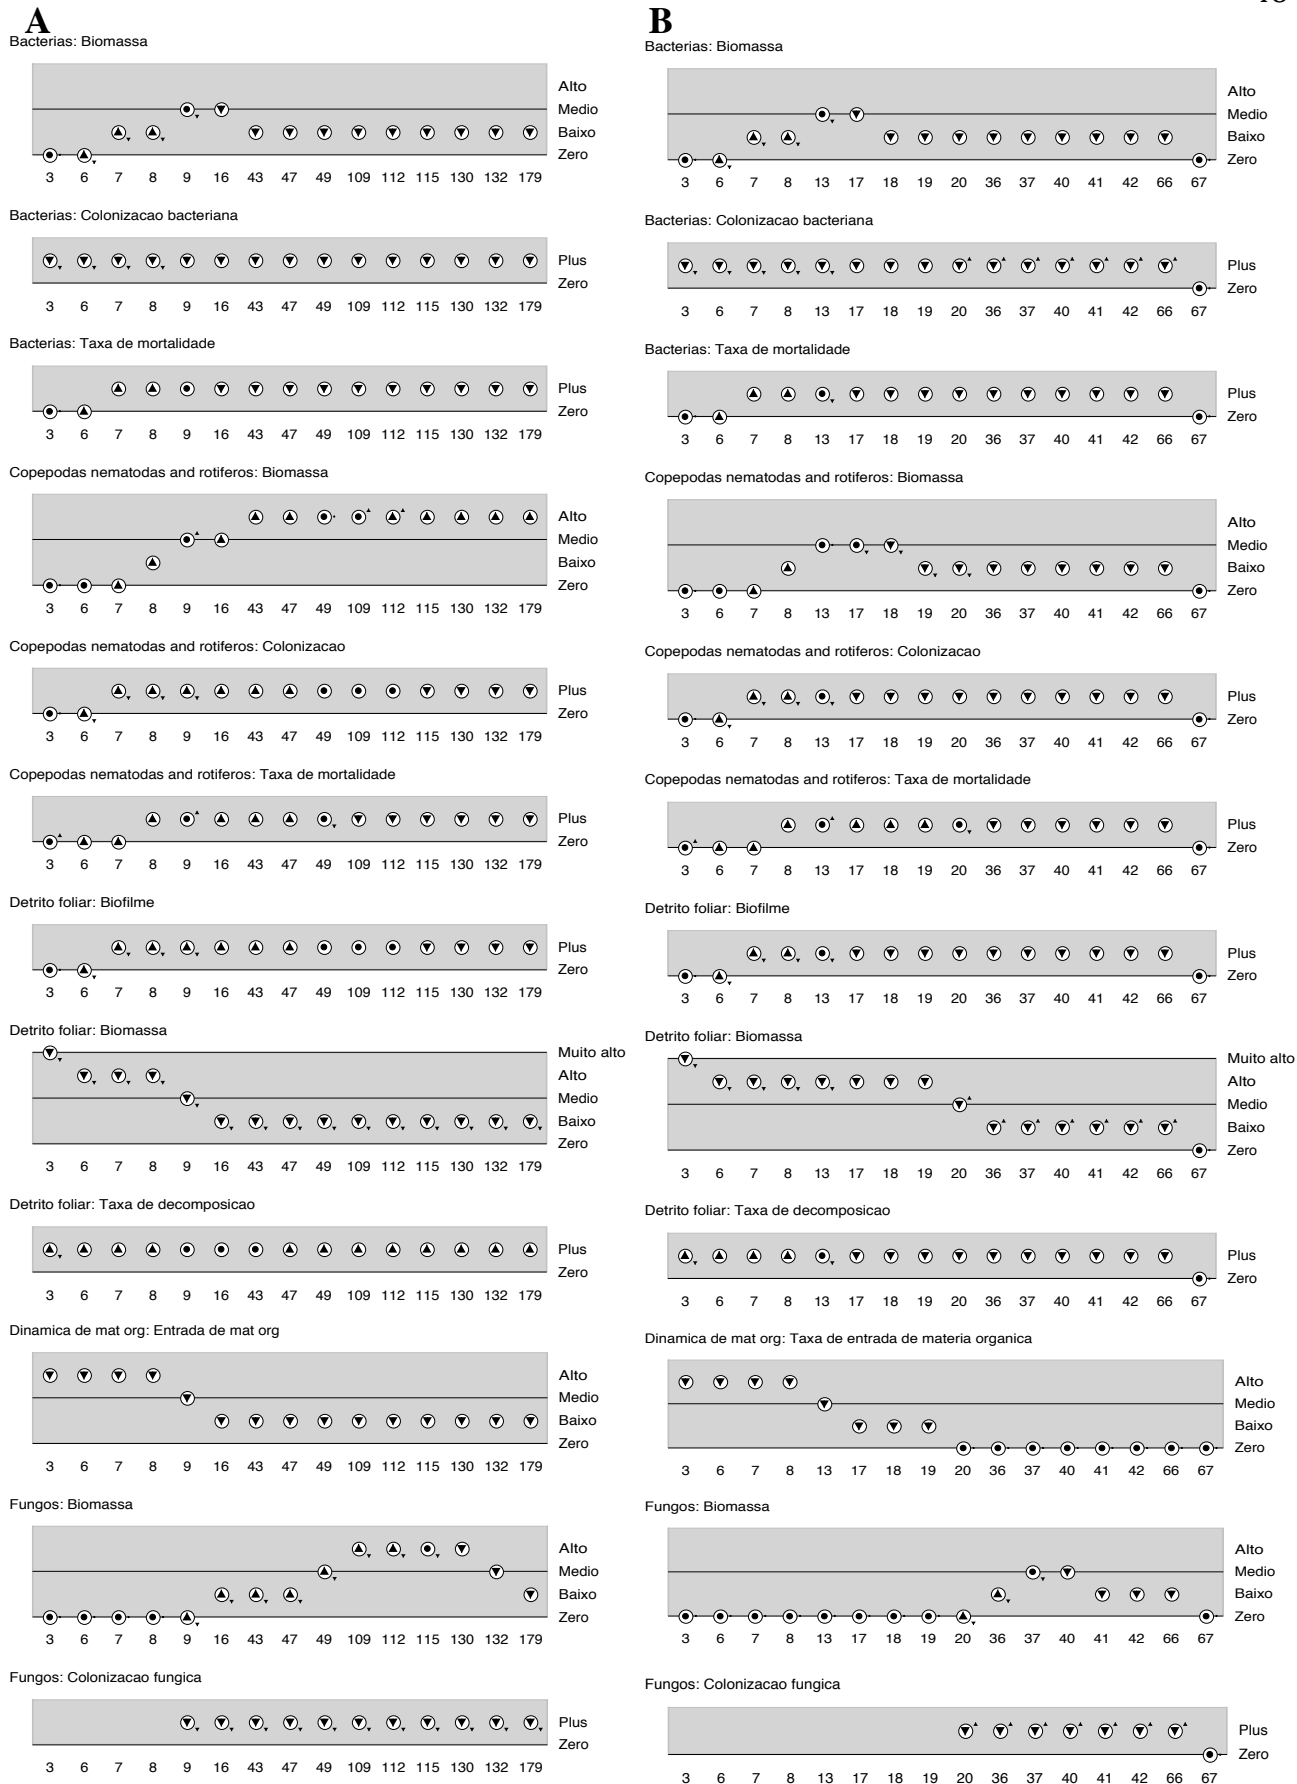 A
Bacterias: Biomassa
Alto
Medio
Baixo
Zero
3 6 7 8 9 16 43 47 49 109 112 115 130 132 179
Bacterias: Colonizacao bacteriana
Plus
Zero
3 6 7 8 9 16 43 47 49 109 112 115 130 132 179
Bacterias: Taxa de mortalidade
Plus
Zero
3 6 7 8 9 16 43 47 49 109 112 115 130 132 179
Copepodas nematodas and rotiferos: Biomassa
Alto
Medio
Baixo
Zero
3 6 7 8 9 16 43 47 49 109 112 115 130 132 179
Copepodas nematodas and rotiferos: Colonizacao
Plus
Zero
3 6 7 8 9 16 43 47 49 109 112 115 130 132 179
Copepodas nematodas and rotiferos: Taxa de mortalidade
Plus
Zero
3 6 7 8 9 16 43 47 49 109 112 115 130 132 179
Detrito foliar: Biofilme
Plus
Zero
3 6 7 8 9 16 43 47 49 109 112 115 130 132 179
Detrito foliar: Biomassa
Muito alto
Alto
Medio
Baixo
Zero
3 6 7 8 9 16 43 47 49 109 112 115 130 132 179
Detrito foliar: Taxa de decomposicao
Plus
Zero
3 6 7 8 9 16 43 47 49 109 112 115 130 132 179
Dinamica de mat org: Entrada de mat org
Alto
Medio
Baixo
Zero
3 6 7 8 9 16 43 47 49 109 112 115 130 132 179
Fungos: Biomassa
Alto
Medio
Baixo
Zero
3 6 7 8 9 16 43 47 49 109 112 115 130 132 179
Fungos: Colonizacao fungica
Plus
Zero
3 6 7 8 9 16 43 47 49 109 112 115 130 132 179
B
Bacterias: Biomassa
Alto
Medio
Baixo
Zero
3 6 7 8 13 17 18 19 20 36 37 40 41 42 66 67
Bacterias: Colonizacao bacteriana
Plus
Zero
3 6 7 8 13 17 18 19 20 36 37 40 41 42 66 67
Bacterias: Taxa de mortalidade
Plus
Zero
3 6 7 8 13 17 18 19 20 36 37 40 41 42 66 67
Copepodas nematodas and rotiferos: Biomassa
Alto
Medio
Baixo
Zero
3 6 7 8 13 17 18 19 20 36 37 40 41 42 66 67
Copepodas nematodas and rotiferos: Colonizacao
Plus
Zero
3 6 7 8 13 17 18 19 20 36 37 40 41 42 66 67
Copepodas nematodas and rotiferos: Taxa de mortalidade
Plus
Zero
3 6 7 8 13 17 18 19 20 36 37 40 41 42 66 67
Detrito foliar: Biofilme
Plus
Zero
3 6 7 8 13 17 18 19 20 36 37 40 41 42 66 67
Detrito foliar: Biomassa
Muito alto
Alto
Medio
Baixo
Zero
3 6 7 8 13 17 18 19 20 36 37 40 41 42 66 67
Detrito foliar: Taxa de decomposicao
Plus
Zero
3 6 7 8 13 17 18 19 20 36 37 40 41 42 66 67
Dinamica de mat org: Taxa de entrada de materia organica
Alto
Medio
Baixo
Zero
3 6 7 8 13 17 18 19 20 36 37 40 41 42 66 67
Fungos: Biomassa
Alto
Medio
Baixo
Zero
3 6 7 8 13 17 18 19 20 36 37 40 41 42 66 67
Fungos: Colonizacao fungica
Plus
Zero
3 6 7 8 13 17 18 19 20 36 37 40 41 42 66 67